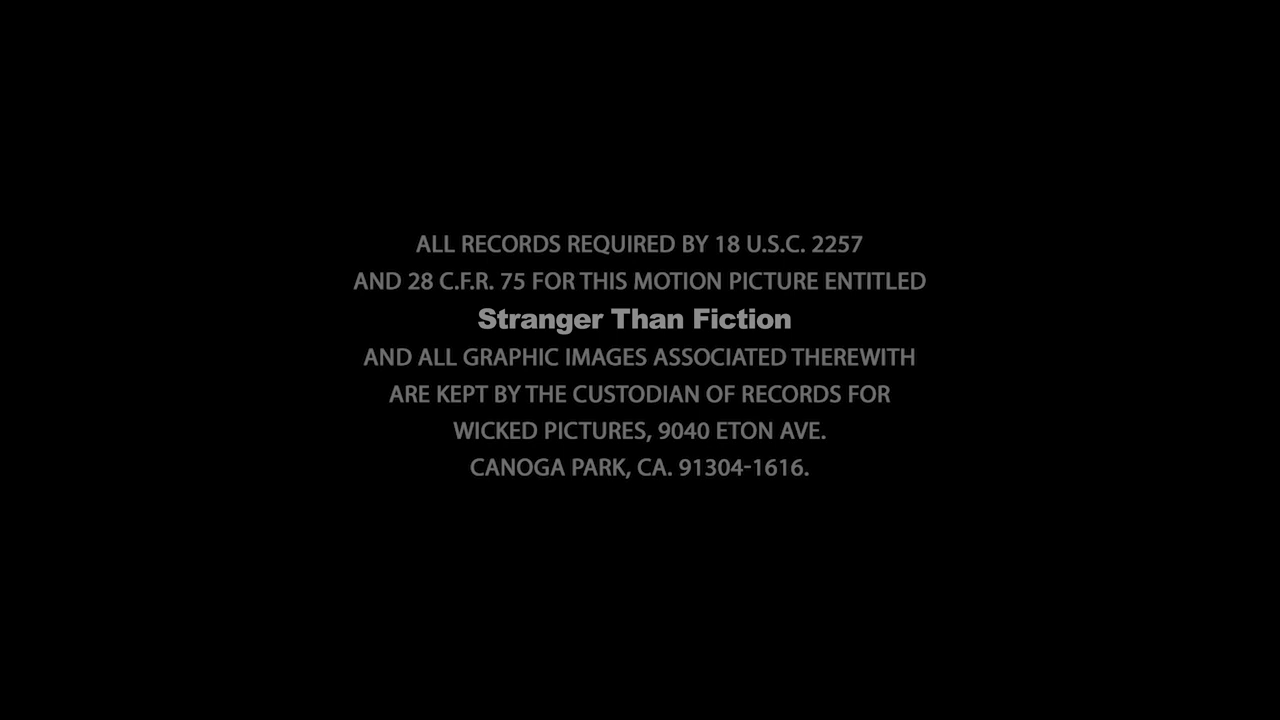 ALL RECORDS REQUIRED BY 18 U.S.C. 2257
AND 28 C.F.R. 75 FOR THIS MOTION PICTURE ENTITLED
Stranger Than Fiction
AND ALL GRAPHIC IMAGES ASSOCIATED THEREWITH
ARE KEPT BY THE CUSTODIAN OF RECORDS FOR
WICKED PICTURES, 9040 ETON AVE.
CANOGA PARK, CA. 91304-1616.